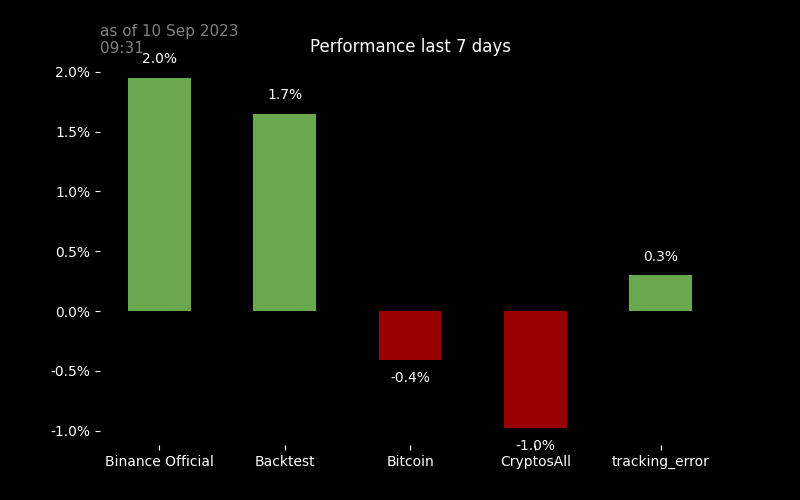 as of 10 Sep 2023
09:31
Performance last 7 days
2.0%
1.7%
-0.4%
-1.0%
0.3%
2.0%
1.5%
1.0%
0.5%
0.0%
-0.5%
-1.0%
Binance Official
Backtest
Bitcoin
CryptosAll
tracking_error